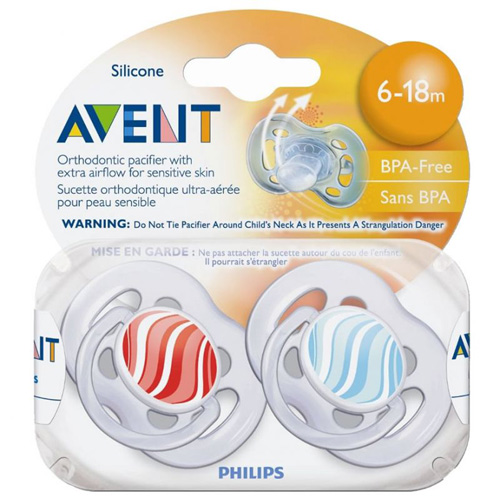 Silicone
AVENT
Orthodontic pacifier with
extra airflow for sensitive skin
Sucette orthodontique ultra-aérée
pour peau sensible
6-18m
BPA-Free
Sans BPA
WARNING: Do Not Tie Pacifier Around Child's Neck As It Presents A Strangulation Danger
MISE EN GARDE : Ne pas attacher la sucette autour du cou de l'enfant.
Il pourrait s'étrangler
NT
AVE
PHILIPS